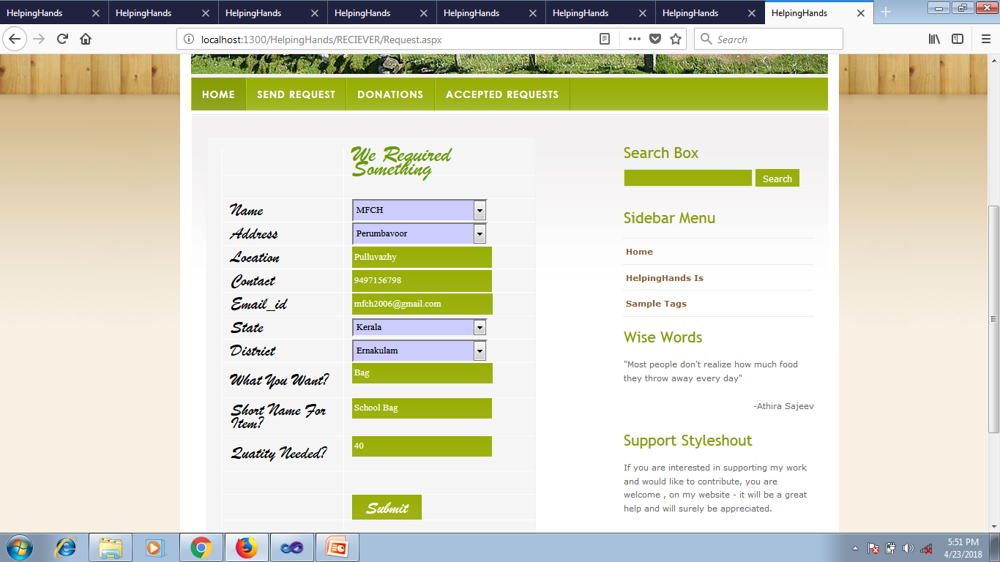 HelpingHands HelpingHands HelpingHands HelpingHands HelpingHands HelpingHands HelpingHands HelpingHands
localhost:1300/HelpingHands/RECIEVER/Request.aspx
Search
HOME SEND REQUEST DONATIONS ACCEPTED REQUESTS
We Required
Something
Name MFCH
Address Perumbavoor
Location Pulluvazhy
Contact 9497156798
Email_id mfch2006@gmail.com
State Kerala
District Ernakulam
What You Want? Bag
Short Name For
Item?
School Bag
Quatity Needed? 40
Submit
Search Box
Search
Sidebar Menu
Home
HelpingHands Is
Sample Tags
Wise Words
"Most people don't realize how much food
they throw away every day"
-Athira Sajeev
Support Styleshout
If you are interested in supporting my work
and would like to contribute, you are
welcome , on my website - it will be a great
help and will surely be appreciated.
5:51 PM
4/23/2018